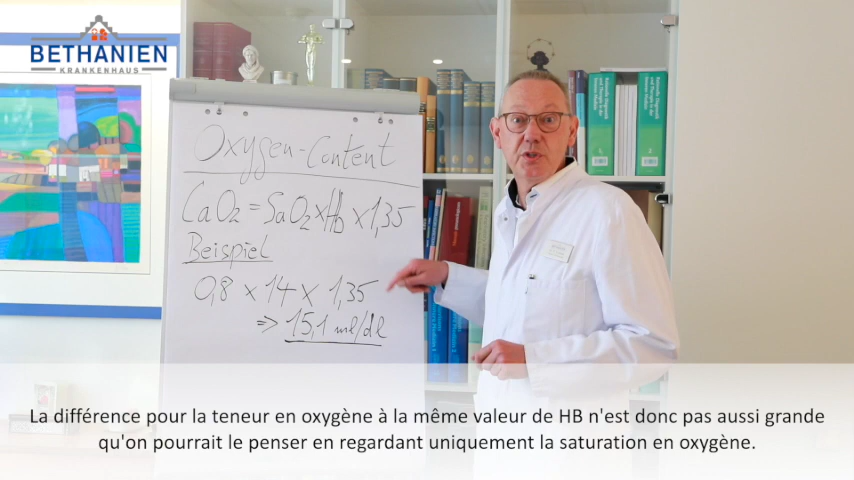 BETHANIEN
KRANKENHAUS
Oxygen-Content
CaO₂ = SaO₂ x Hb x 1,35
Beispiel
0,8 x 14 x 1,35
=> 15,1 ml/dl
La différence pour la teneur en oxygène à la même valeur de HB n'est donc pas aussi grande
qu'on pourrait le penser en regardant uniquement la saturation en oxygène.